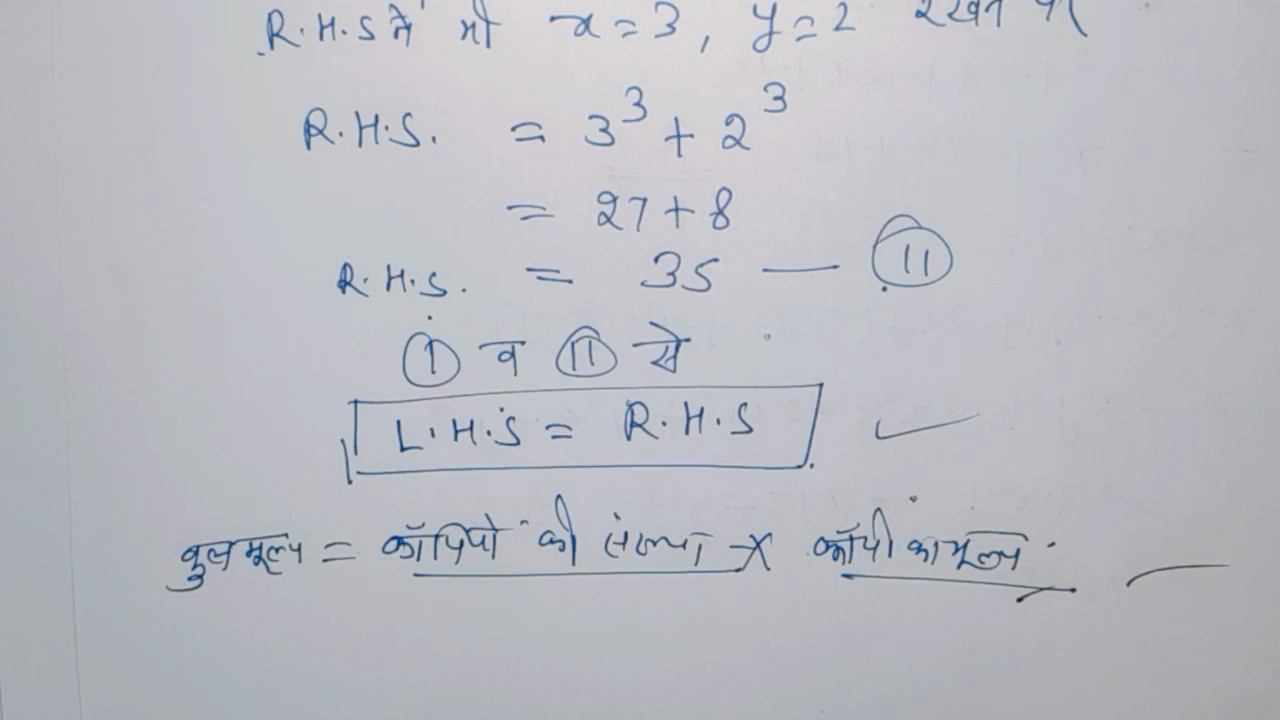 R.H.S में भी x = 3, y = 2 रखने पर
R.H.S. = 3³ + 2³
= 27 + 8
R.H.S. = 35 — (II)
(I) व (II) से
L.H.S = R.H.S
कुल मूल्य = कॉपियों की संख्या × कॉपी का मूल्य